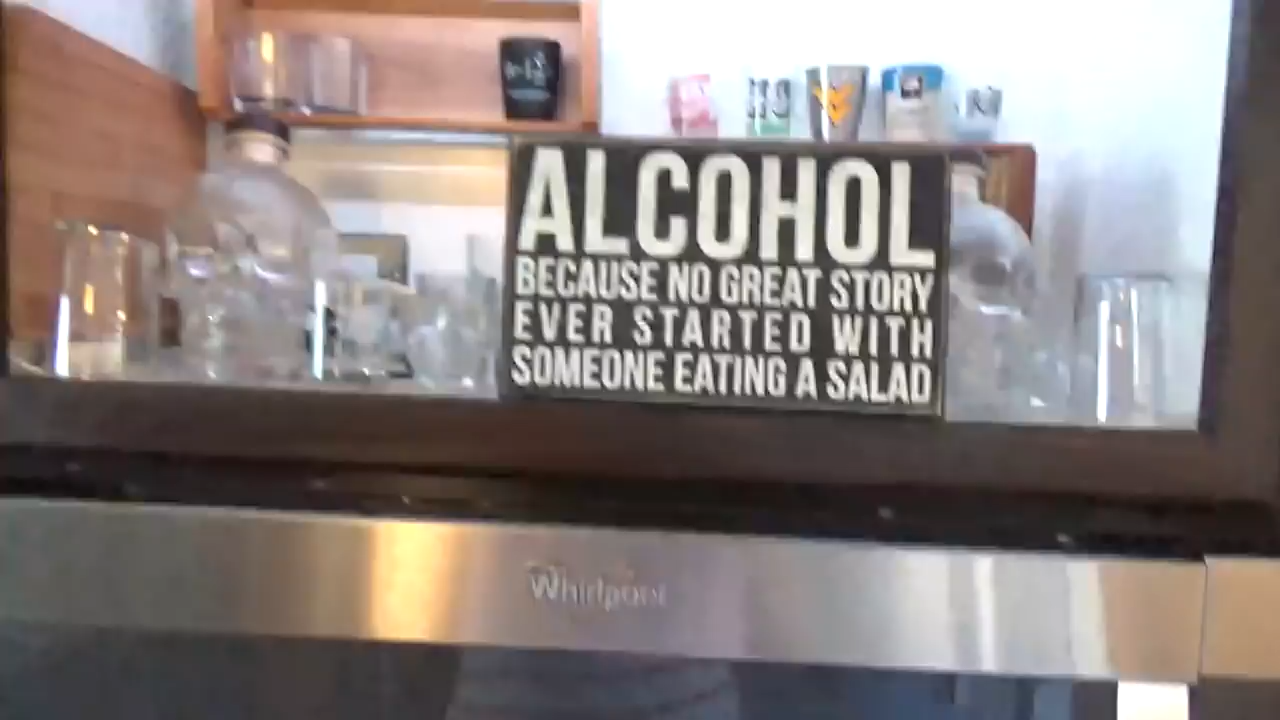 ALCOHOL
BECAUSE NO GREAT STORY
EVER STARTED WITH
SOMEONE EATING A SALAD
Whirlpool